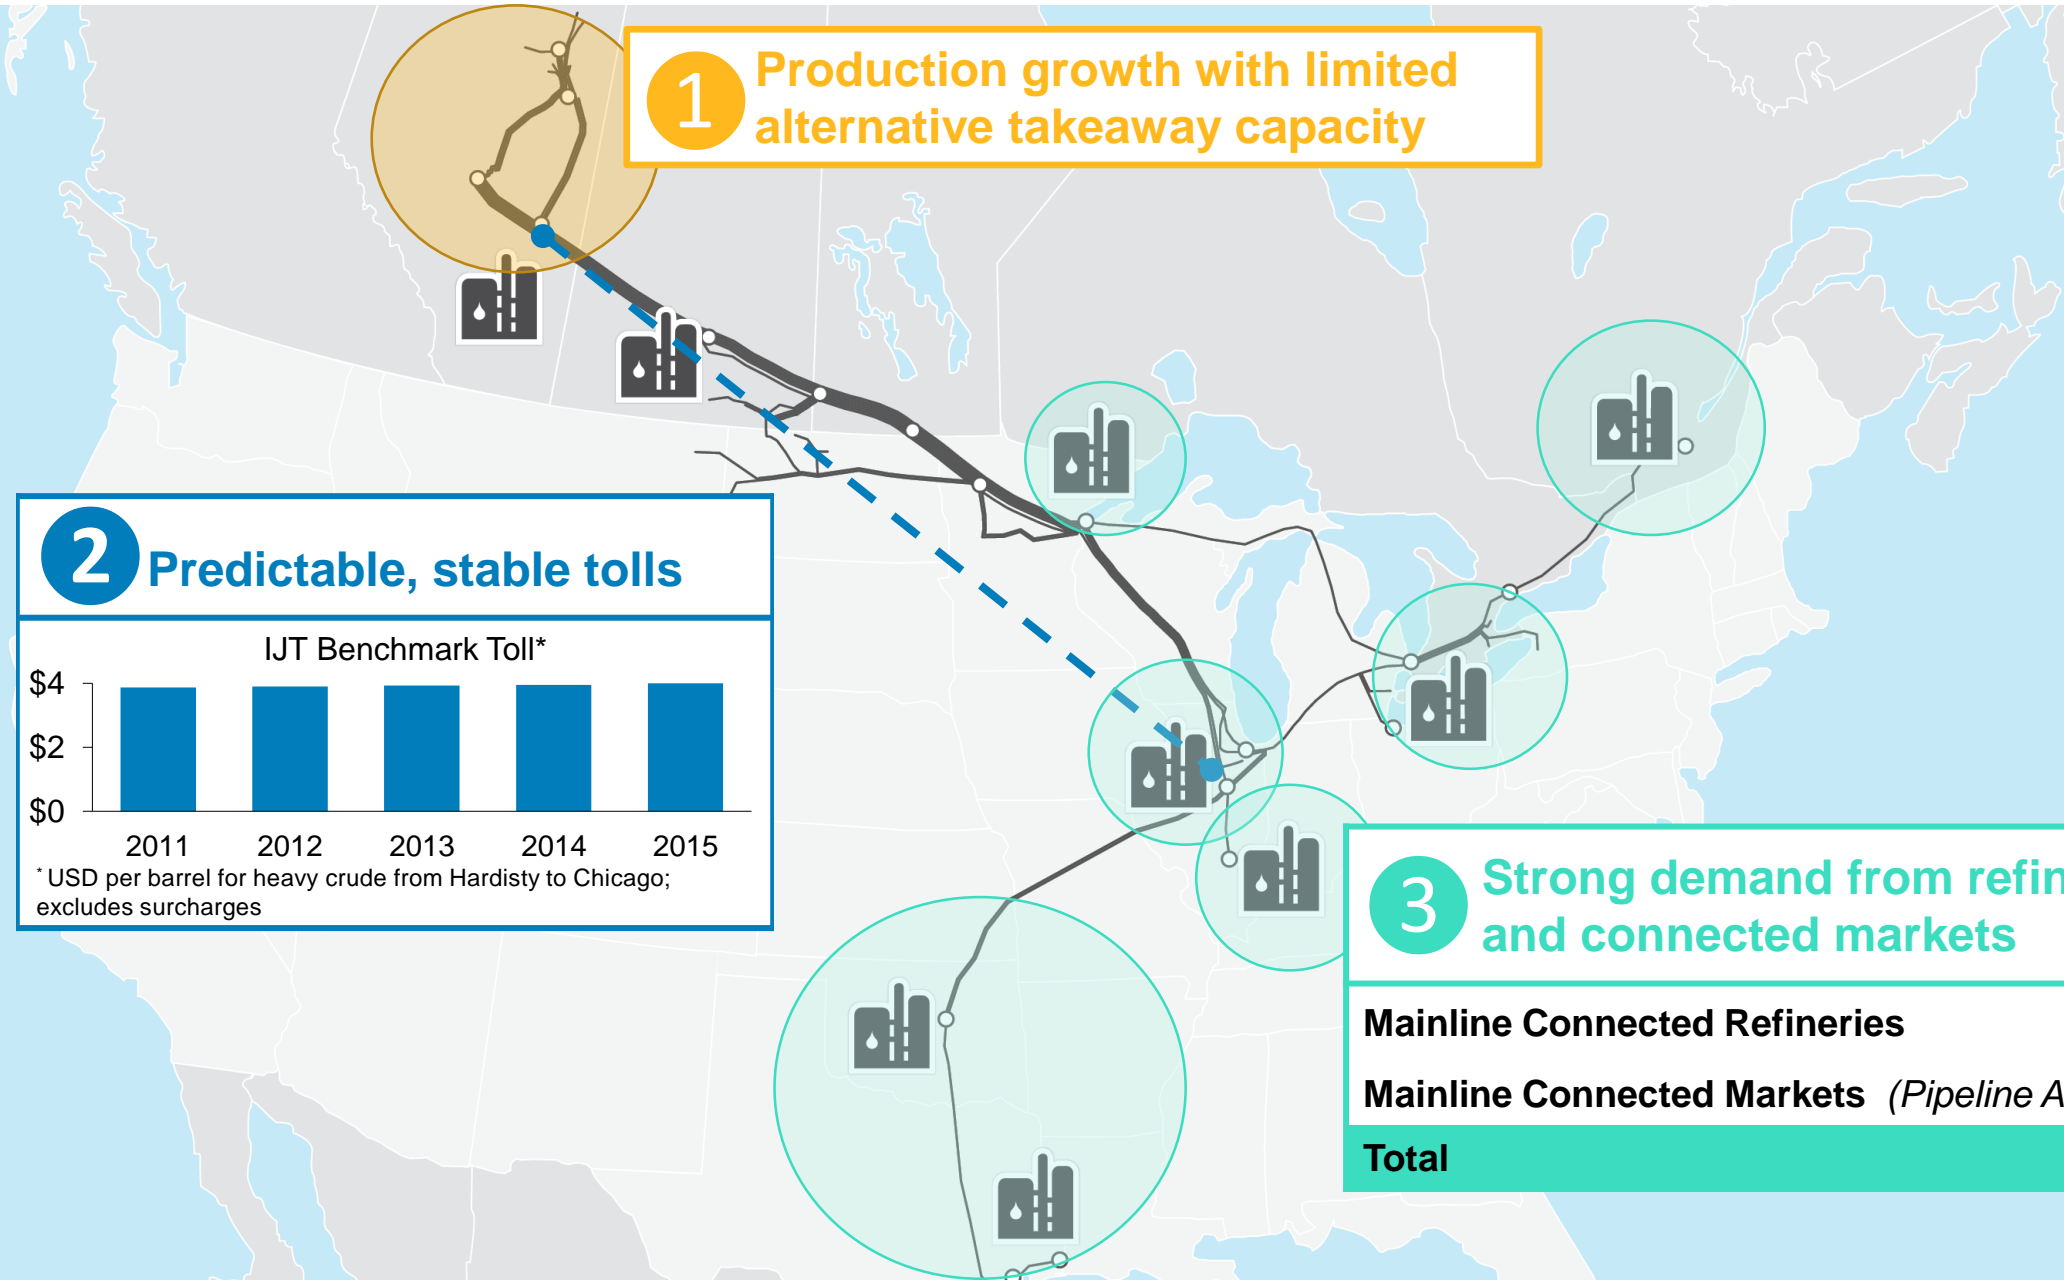 1
Production growth with limited
alternative takeaway capacity
2
Predictable, stable tolls
IJT Benchmark Toll*
$4
$2
$0
2011 2012 2013 2014 2015
* USD per barrel for heavy crude from Hardisty to Chicago;
excludes surcharges
3
Strong demand from refin
and connected markets
Mainline Connected Refineries
Mainline Connected Markets (Pipeline A
Total